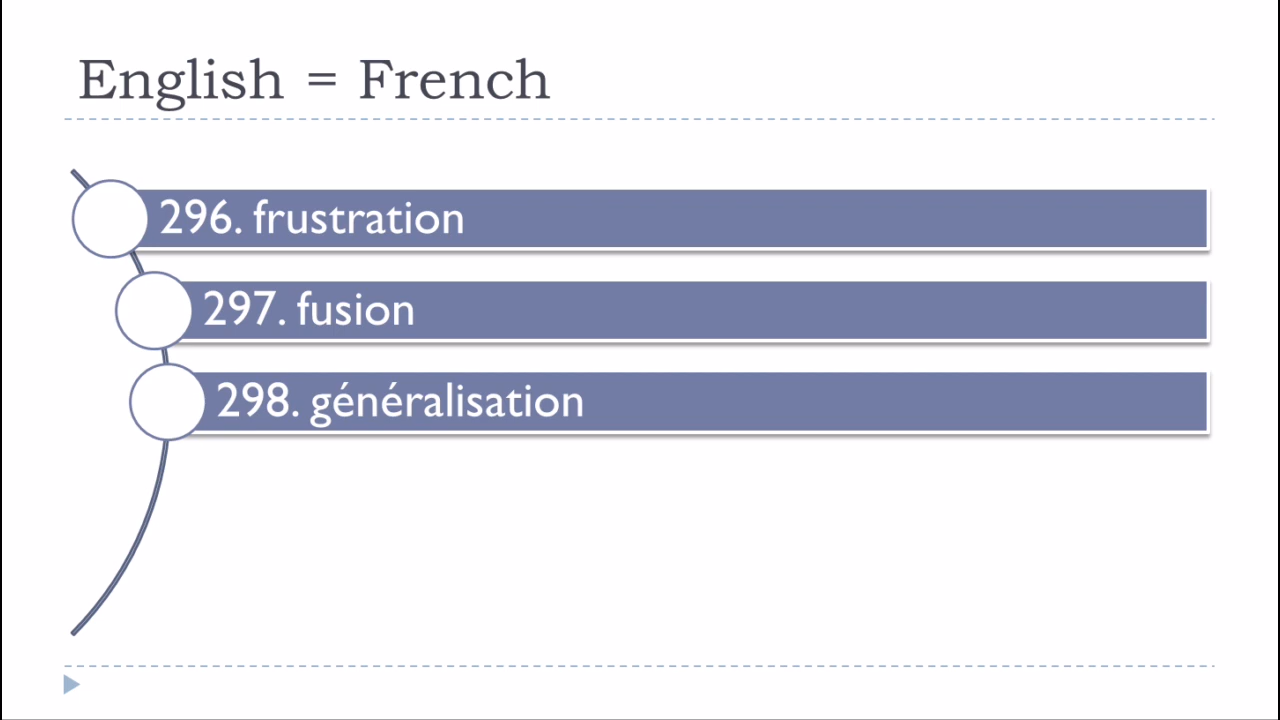 English = French
296. frustration
297. fusion
298. généralisation